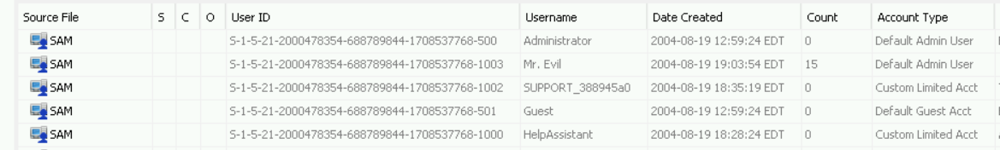 Source File S C O User ID Username Date Created Count Account Type
SAM S-1-5-21-2000478354-688789844-1708537768-500 Administrator 2004-08-19 12:59:24 EDT 0 Default Admin User
SAM S-1-5-21-2000478354-688789844-1708537768-1003 Mr. Evil 2004-08-19 19:03:54 EDT 15 Default Admin User
SAM S-1-5-21-2000478354-688789844-1708537768-1002 SUPPORT_388945a0 2004-08-19 18:35:19 EDT 0 Custom Limited Acct
SAM S-1-5-21-2000478354-688789844-1708537768-501 Guest 2004-08-19 12:59:24 EDT 0 Default Guest Acct
SAM S-1-5-21-2000478354-688789844-1708537768-1000 HelpAssistant 2004-08-19 18:28:24 EDT 0 Custom Limited Acct